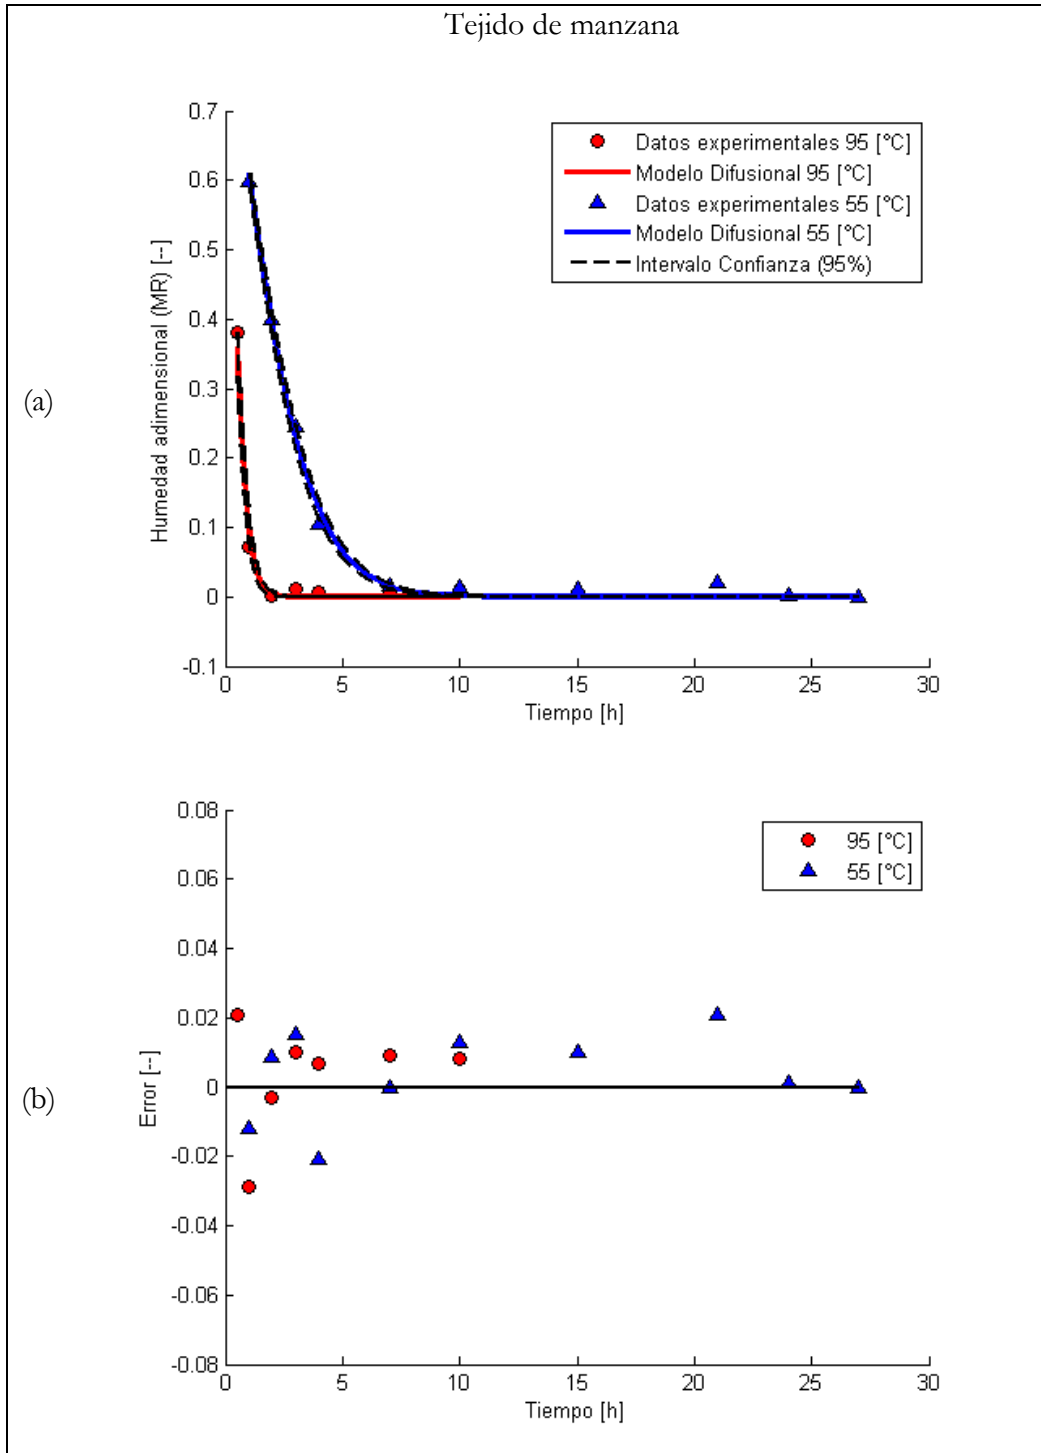 Tejido de manzana
(a)
Humedad adimensional (MR) [--]
0.7
0.6
0.5
0.4
0.3
0.2
0.1
0
-0.1
0 5 10 15 20 25 30
Tiempo [h]
Datos experimentales 95 [°C]
Modelo Difusional 95 [°C]
Datos experimentales 55 [°C]
Modelo Difusional 55 [°C]
Intervalo Confianza (95%)
(b)
Error [--]
0.08
0.06
0.04
0.02
0
-0.02
-0.04
-0.06
-0.08
0 5 10 15 20 25 30
Tiempo [h]
95 [°C]
55 [°C]